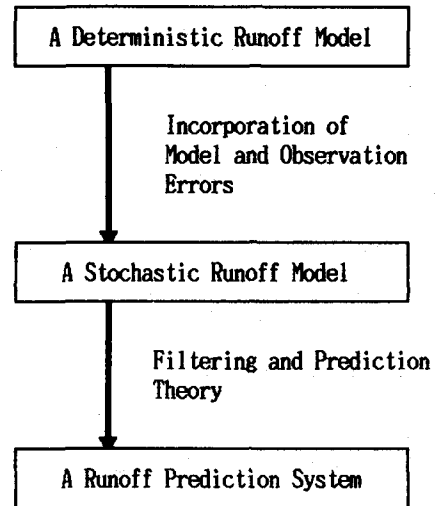 A Deterministic Runoff Model
Incorporation of
Model and Observation
Errors
A Stochastic Runoff Model
Filtering and Prediction
Theory
A Runoff Prediction System